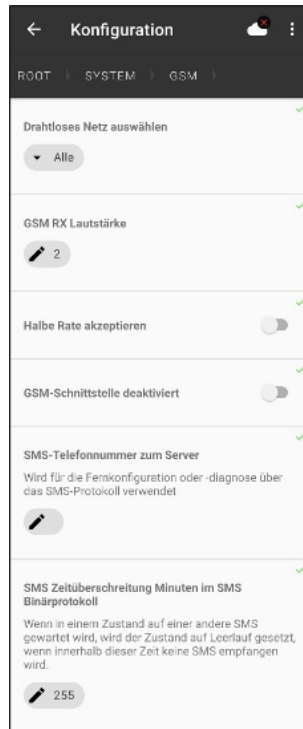 Konfiguration
ROOT SYSTEM GSM
Drahtloses Netz auswählen
Alle
GSM RX Lautstärke
2
Halbe Rate akzeptieren
GSM-Schnittstelle deaktiviert
SMS-Telefonnummer zum Server
Wird für die Fernkonfiguration oder -diagnose über
das SMS-Protokoll verwendet
SMS Zeitüberschreitung Minuten im SMS
Binärprotokoll
Wenn in einem Zustand auf einer andere SMS
gewartet wird, wird der Zustand auf Leerlauf gesetzt,
wenn innerhalb dieser Zeit keine SMS empfangen
wird.
255